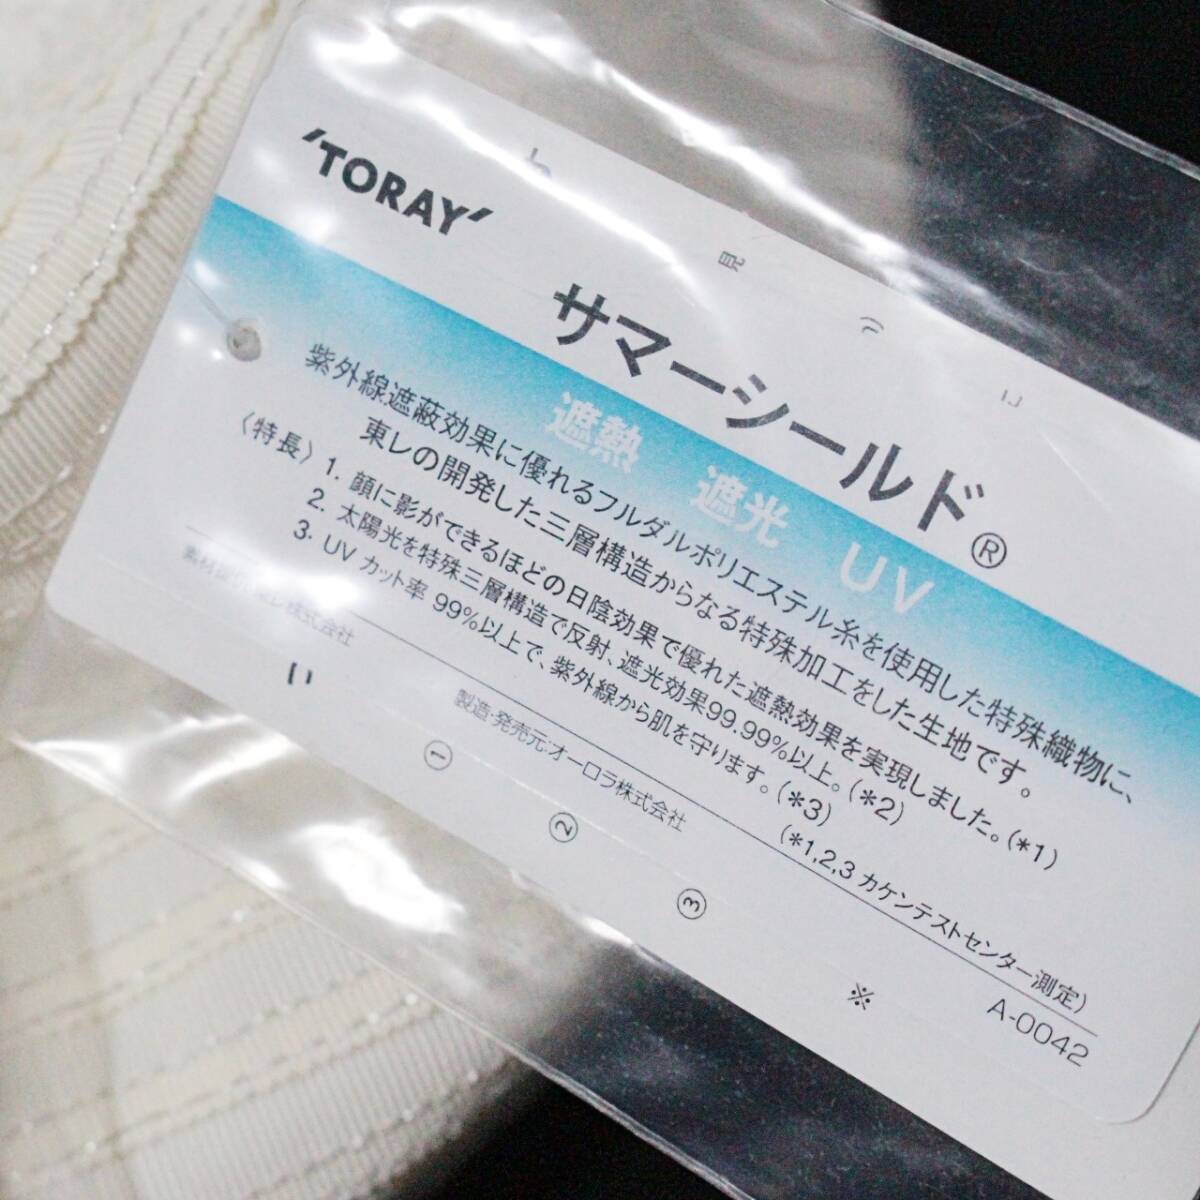 'TORAY'
サマーシールド®
遮熱 遮光 UV
紫外線遮蔽効果に優れるフルダルポリエステル糸を使用した特殊織物に、
東レの開発した三層構造からなる特殊加工をした生地です。
〈特長〉1. 顔に影ができるほどの日陰効果で優れた遮熱効果を実現しました。(*1)
2. 太陽光を特殊三層構造で反射、遮光効果99.99%以上。(*2)
3. UVカット率 99%以上で、紫外線から肌を守ります。(*3)
(*1,2,3 カケンテストセンター測定)
株式会社
製造・発売元:オーロラ株式会社
A-0042
見
い
①
②
③
※